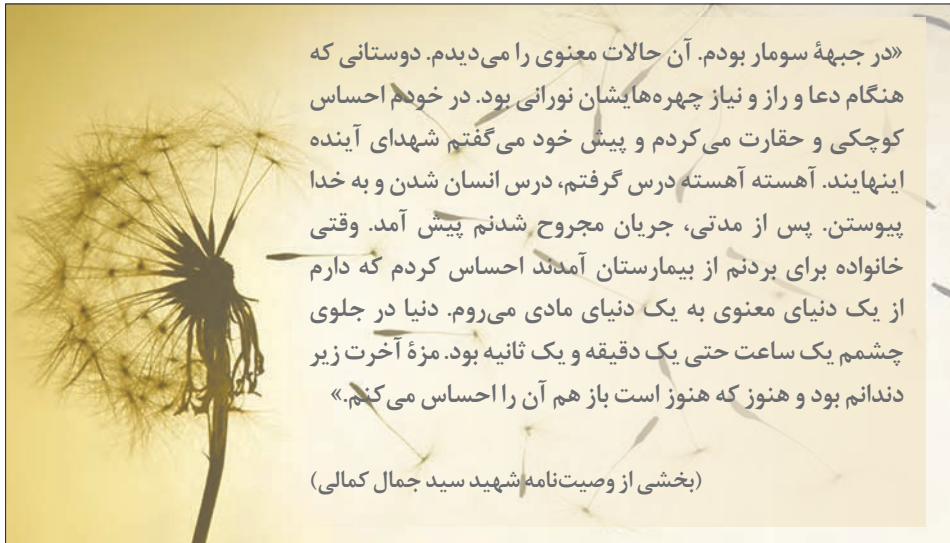 «در جبههٔ سومار بودم. آن حالات معنوی را می‌دیدم. دوستانی که
هنگام دعا و راز و نیاز چهره‌هایشان نورانی بود. در خودم احساس
کوچکی و حقارت می‌کردم و پیش خود می‌گفتم شهدای آینده
اینهایند. آهسته آهسته درس گرفتم، درس انسان شدن و به خدا
پیوستن. پس از مدتی، جریان مجروح شدنم پیش آمد. وقتی
خانواده برای بردنم از بیمارستان آمدند احساس کردم که دارم
از یک دنیای معنوی به یک دنیای مادی می‌روم. دنیا در جلوی
چشمم یک ساعت حتی یک دقیقه و یک ثانیه بود. مزهٔ آخرت زیر
دندانم بود و هنوز که هنوز است باز هم آن را احساس می‌کنم.»
(بخشی از وصیت‌نامه شهید سید جمال کمالی)